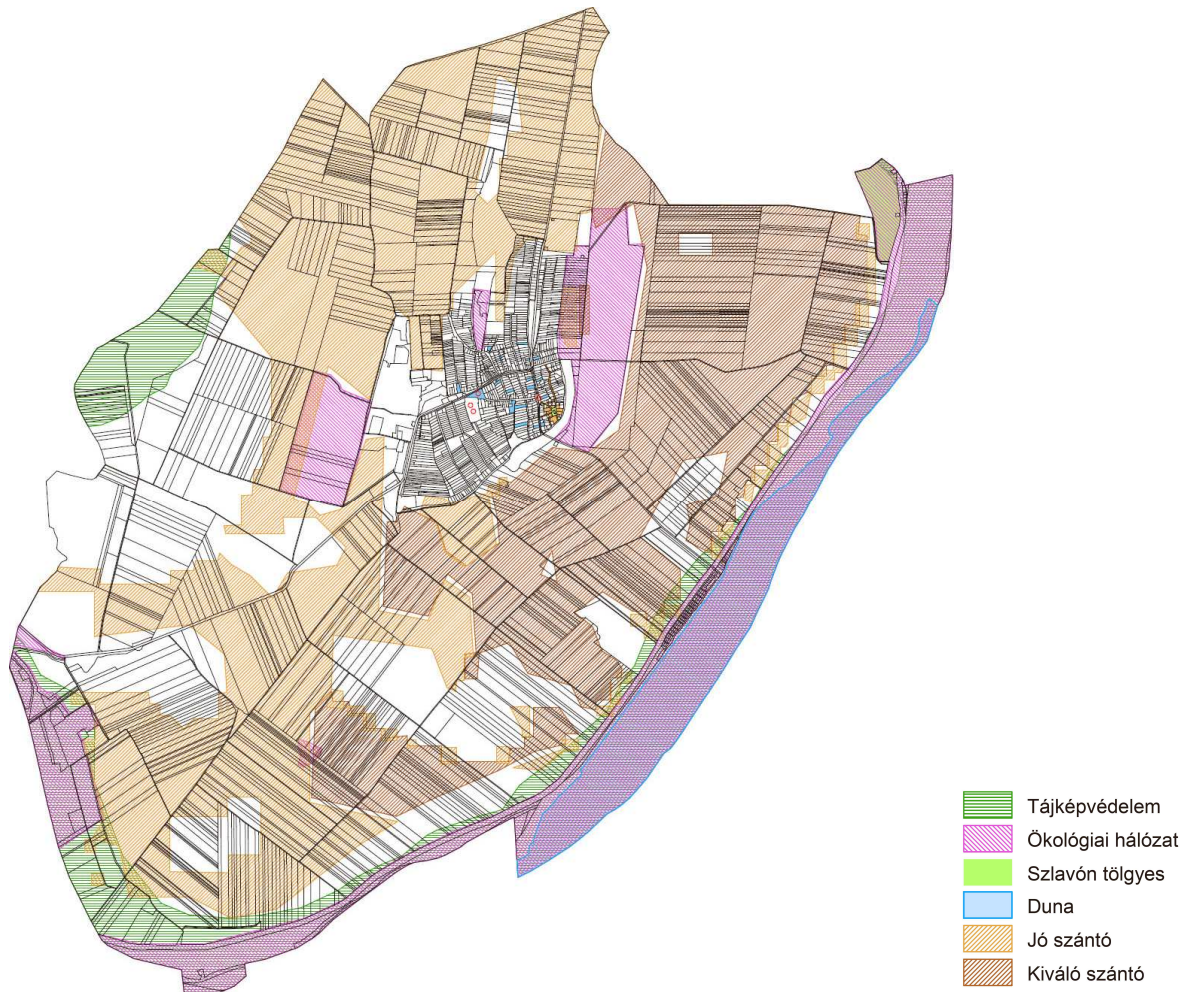 Tájképvédelem
Ökológiai hálózat
Szlavón tölgyes
Duna
Jó szántó
Kiváló szántó